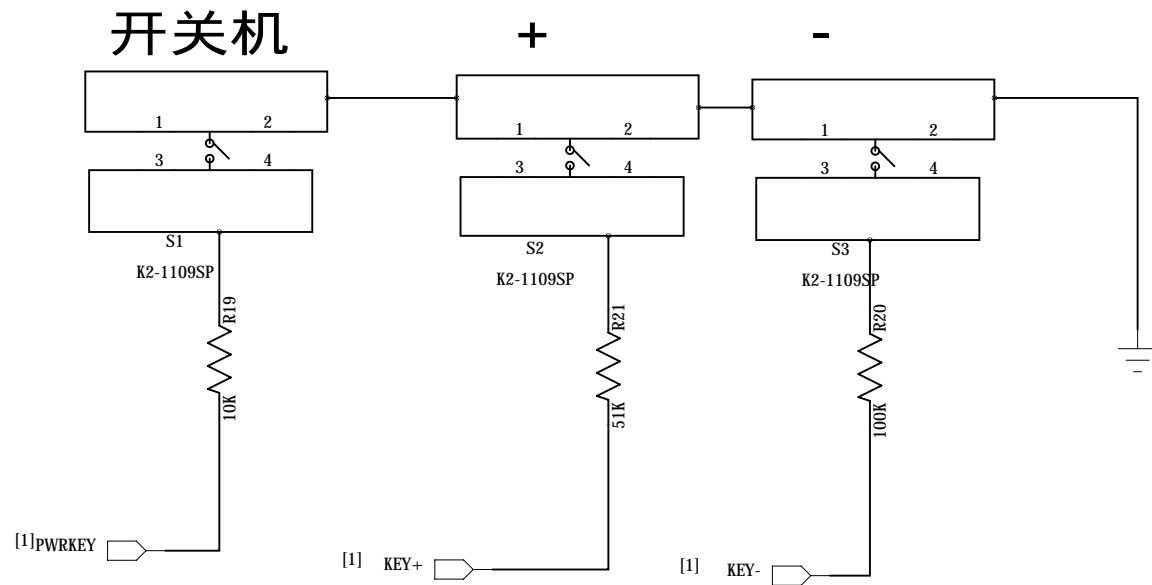 开关机
+
-
1 2
3 4
S1
K2-1109SP
R19
10K
[1]PWRKEY
1 2
3 4
S2
K2-1109SP
R21
51K
[1] KEY+
1 2
3 4
S3
K2-1109SP
R20
100K
[1] KEY-